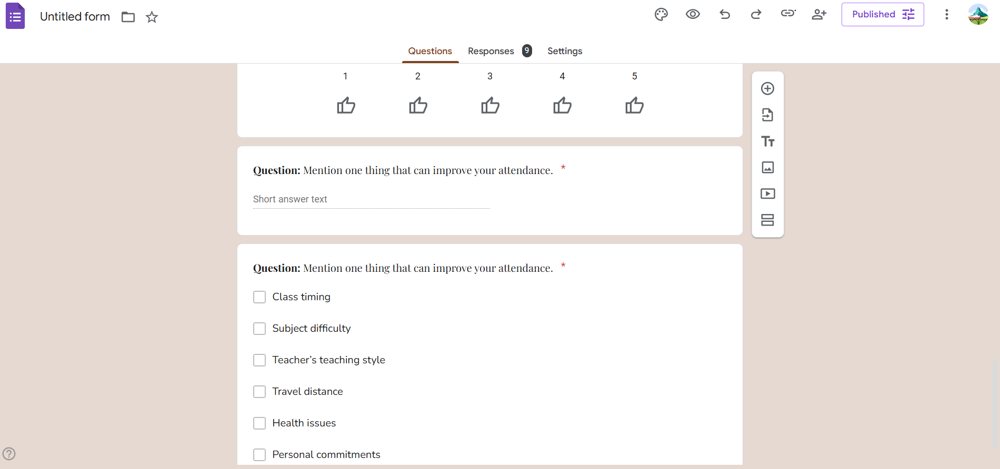 Untitled form
Published
Questions Responses 9 Settings
1 2 3 4 5
Question: Mention one thing that can improve your attendance. *
Short answer text
Question: Mention one thing that can improve your attendance. *
Class timing
Subject difficulty
Teacher’s teaching style
Travel distance
Health issues
Personal commitments